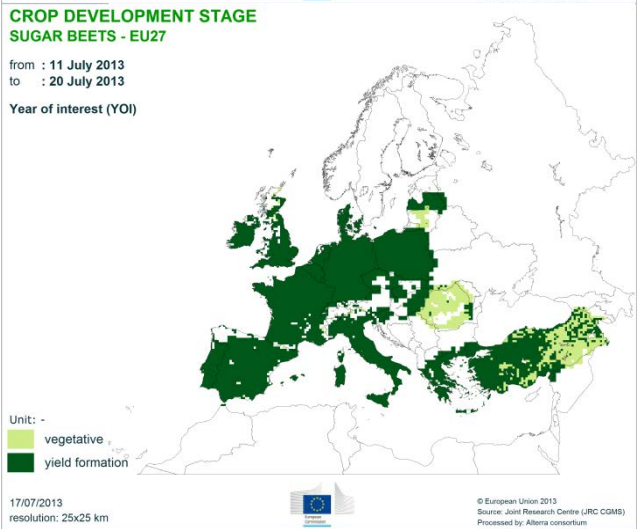 CROP DEVELOPMENT STAGE
SUGAR BEETS - EU27
from : 11 July 2013
to : 20 July 2013
Year of interest (YOI)
Unit: -
vegetative
yield formation
17/07/2013
resolution: 25x25 km
European
Commission
© European Union 2013
Source: Joint Research Centre (JRC CGMS)
Processed by: Alterra consortium